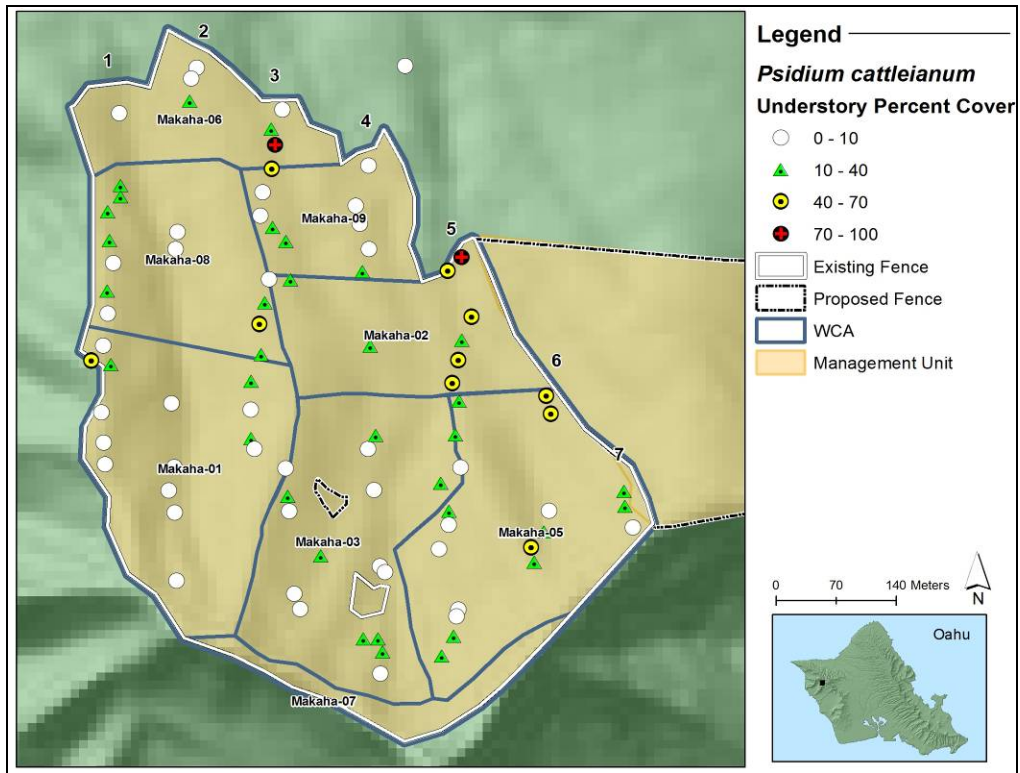 1
2
3
4
5
6
7
Makaha-06
Makaha-09
Makaha-08
Makaha-02
Makaha-01
Makaha-03
Makaha-05
Makaha-07
Legend
Psidium cattleianum
Understory Percent Cover
0 - 10
10 - 40
40 - 70
70 - 100
Existing Fence
Proposed Fence
WCA
Management Unit
0 70 140 Meters
N
Oahu